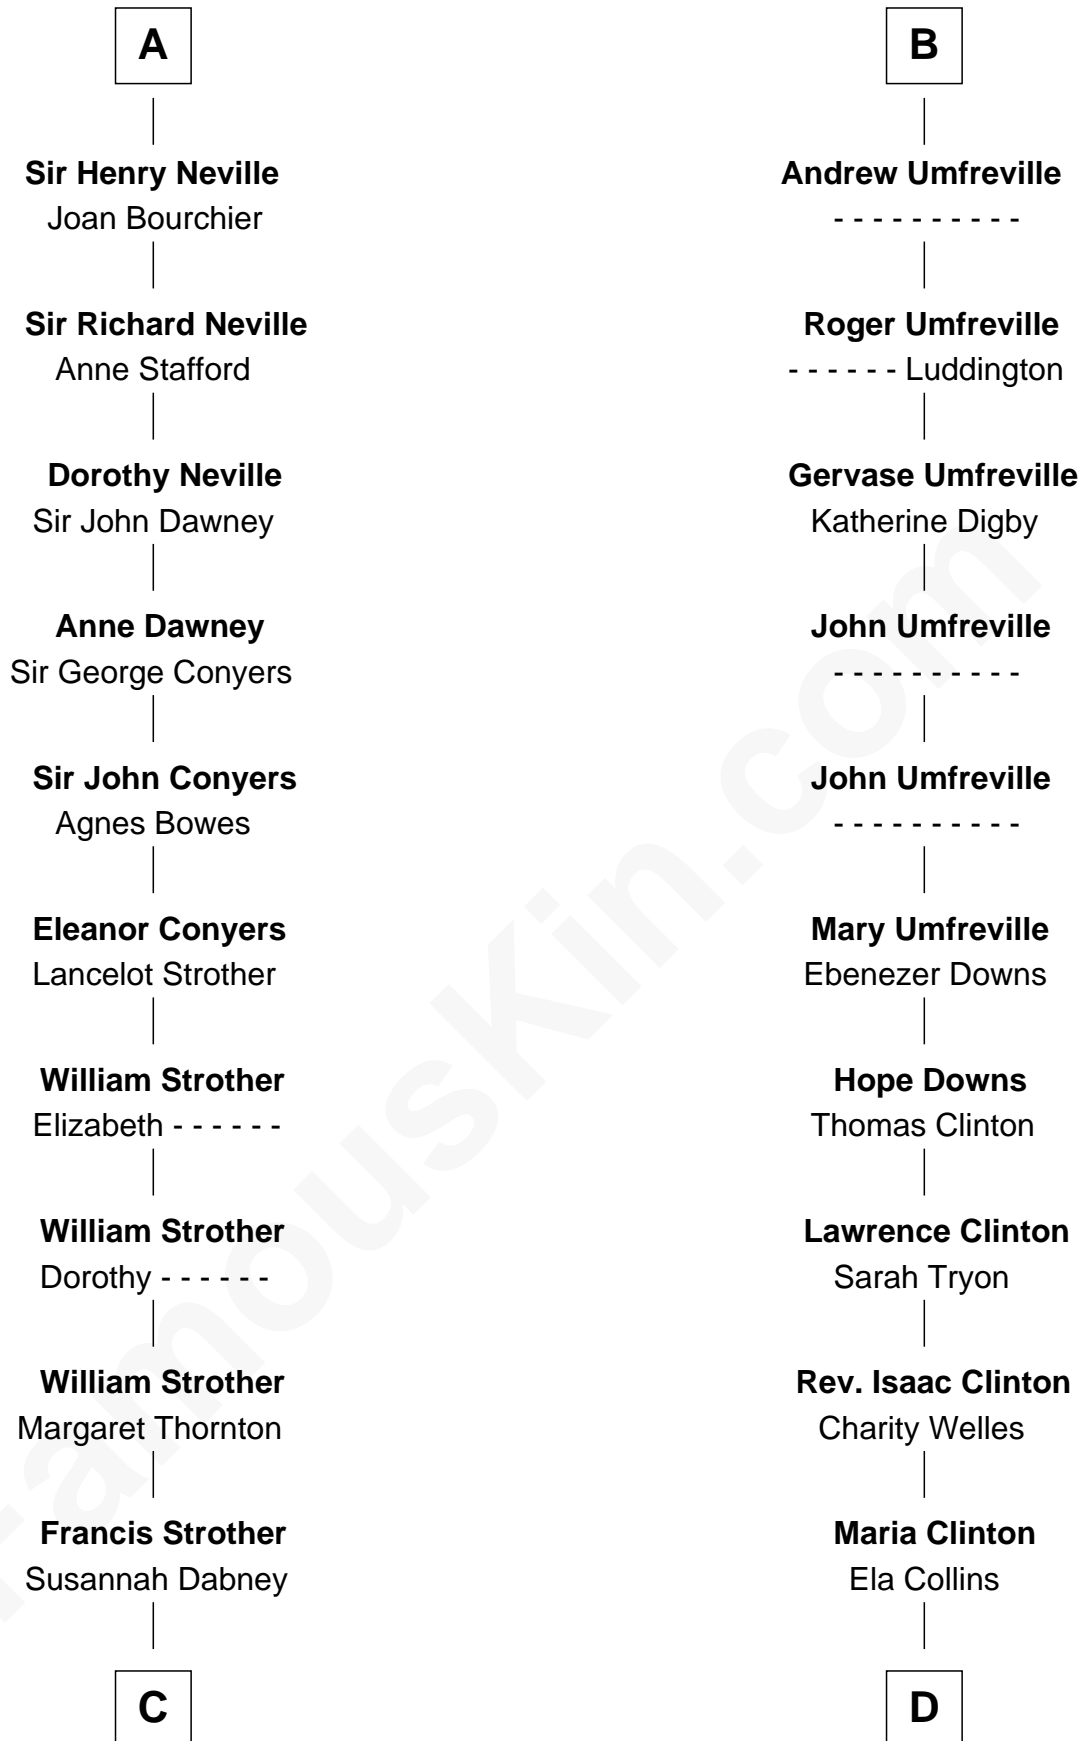 A
Sir Henry Neville
Joan Bourchier
Sir Richard Neville
Anne Stafford
Dorothy Neville
Sir John Dawney
Anne Dawney
Sir George Conyers
Sir John Conyers
Agnes Bowes
Eleanor Conyers
Lancelot Strother
William Strother
Elizabeth - - - - - -
William Strother
Dorothy - - - - - -
William Strother
Margaret Thornton
Francis Strother
Susannah Dabney
C
B
Andrew Umfreville
- - - - - - - - - -
Roger Umfreville
- - - - - - Luddington
Gervase Umfreville
Katherine Digby
John Umfreville
- - - - - - - - - -
John Umfreville
- - - - - - - - - -
Mary Umfreville
Ebenezer Downs
Hope Downs
Thomas Clinton
Lawrence Clinton
Sarah Tryon
Rev. Isaac Clinton
Charity Welles
Maria Clinton
Ela Collins
D
FamousKin.com